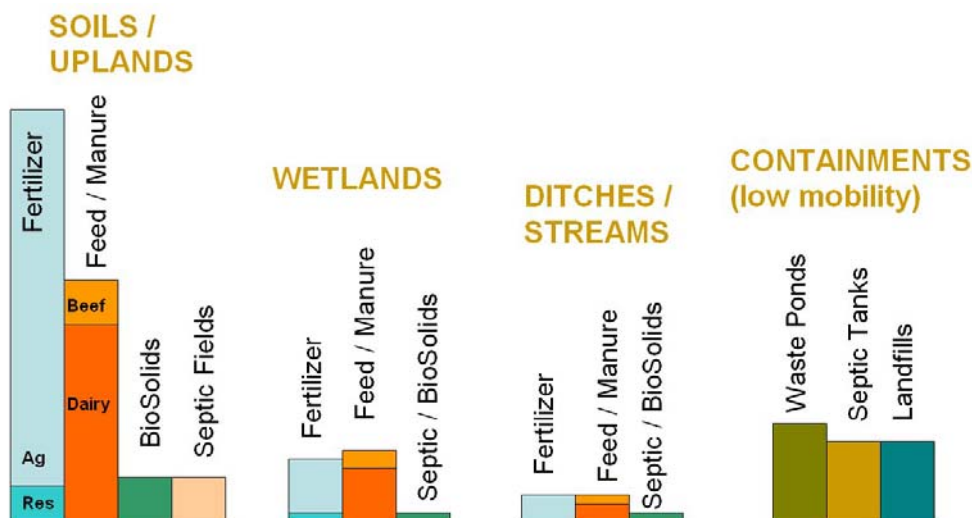 SOILS /
UPLANDS
Fertilizer
Feed / Manure
Beef
Dairy
Ag
Res
BioSolids
Septic Fields
WETLANDS
Fertilizer
Feed / Manure
Septic / BioSolids
DITCHES /
STREAMS
Fertilizer
Feed / Manure
Septic / BioSolids
CONTAINMENTS
(low mobility)
Waste Ponds
Septic Tanks
Landfills